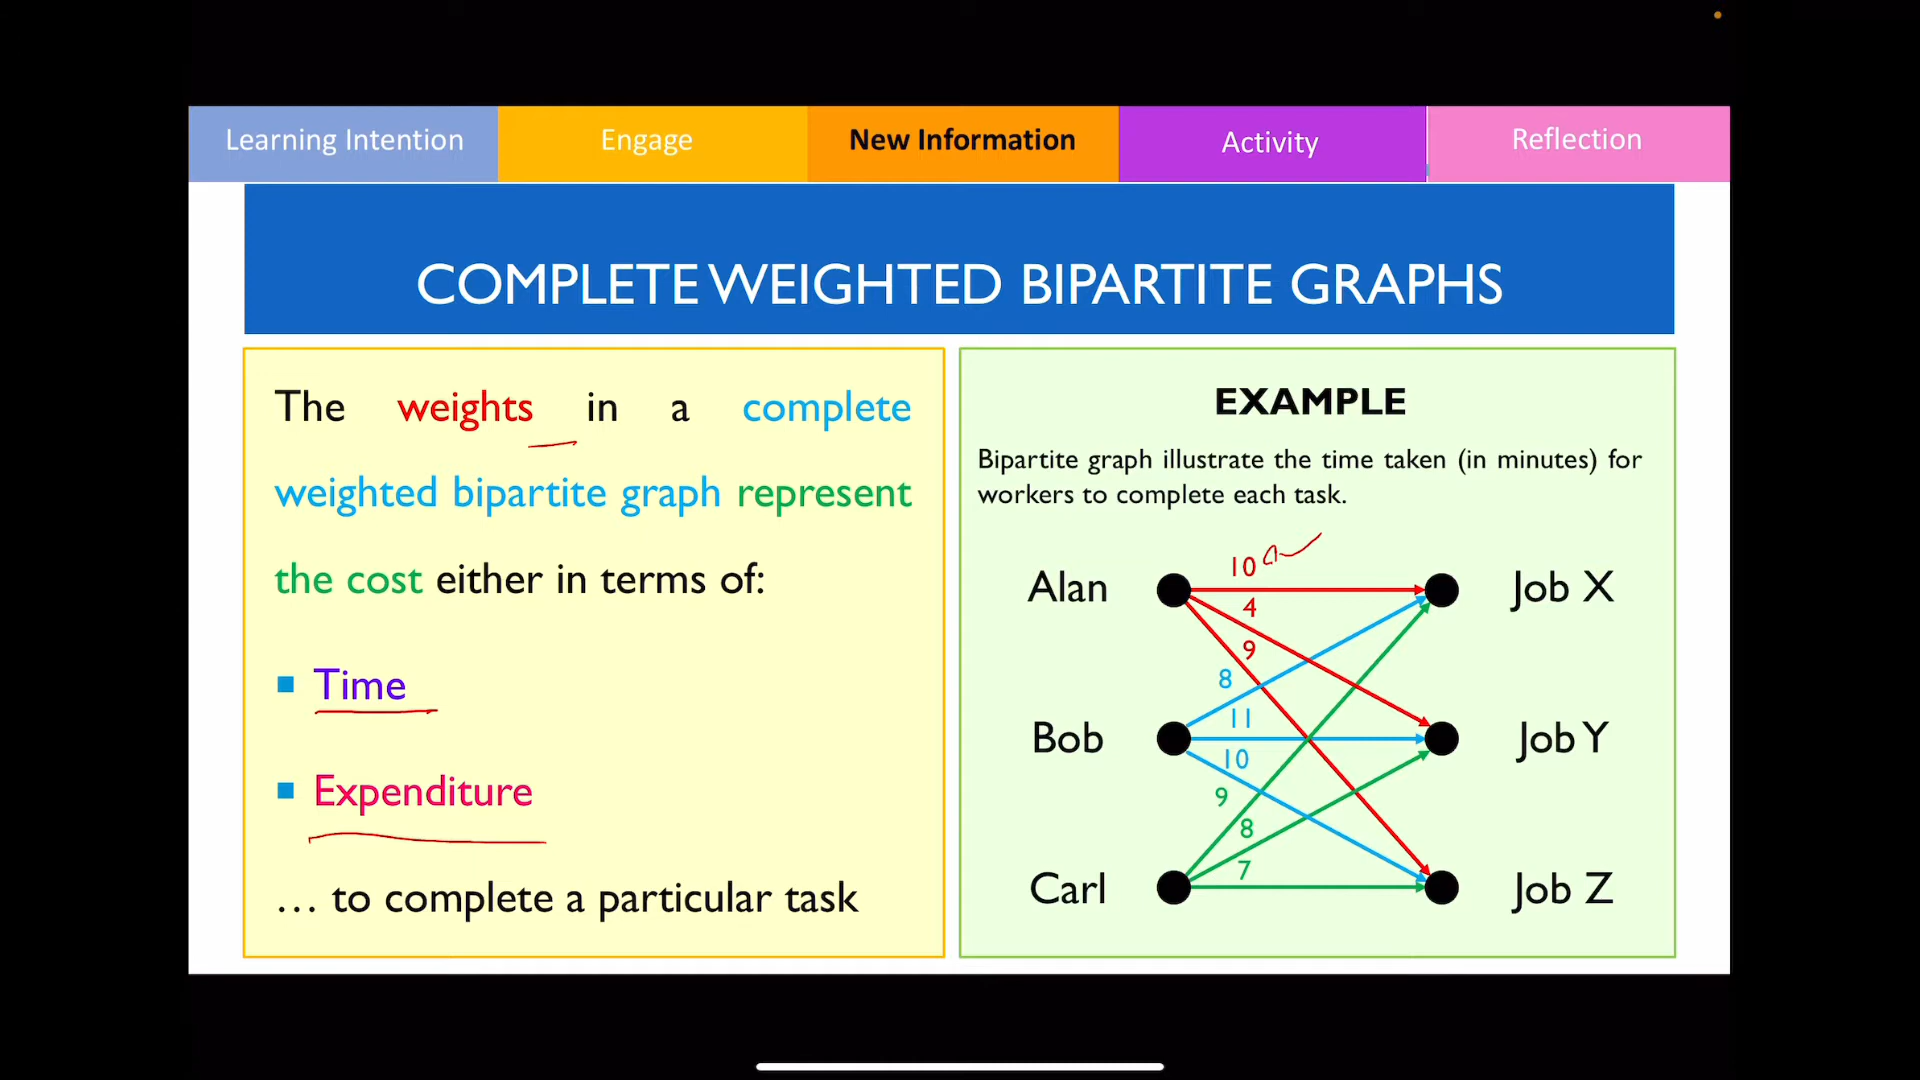 Learning Intention
Engage
New Information
Activity
Reflection
COMPLETE WEIGHTED BIPARTITE GRAPHS
The weights in a complete
weighted bipartite graph represent
the cost either in terms of:
Time
Expenditure
… to complete a particular task
EXAMPLE
Bipartite graph illustrate the time taken (in minutes) for
workers to complete each task.
Alan
10
4
9
Job X
Bob
8
11
10
Job Y
Carl
9
8
7
Job Z